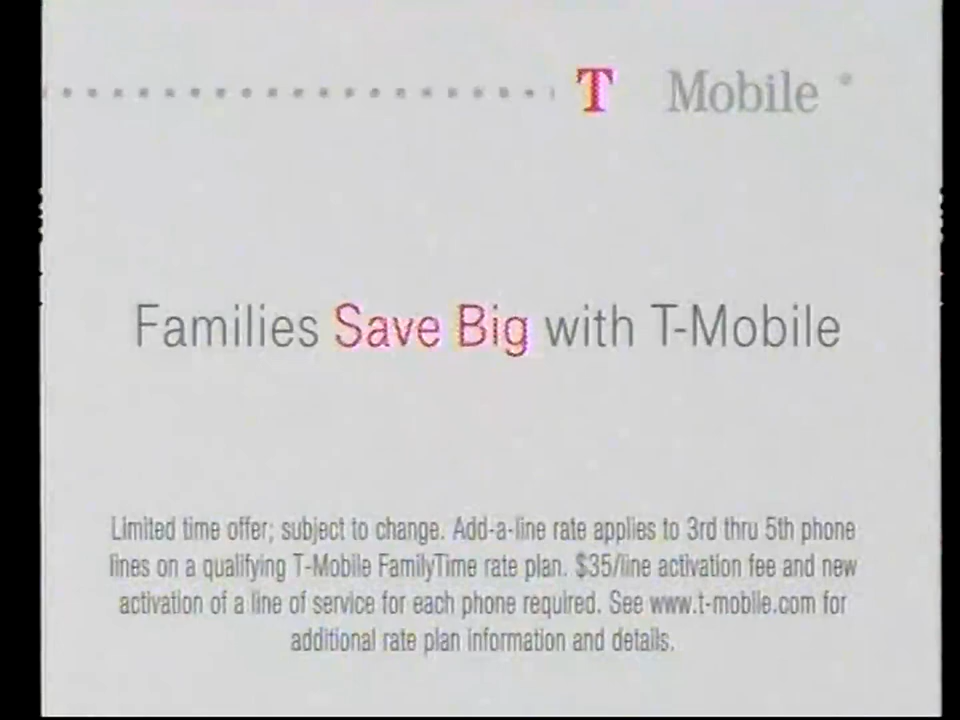 T Mobile
Families Save Big with T-Mobile
Limited time offer; subject to change. Add-a-line rate applies to 3rd thru 5th phone
lines on a qualifying T-Mobile FamilyTime rate plan. $35/line activation fee and new
activation of a line of service for each phone required. See www.t-mobile.com for
additional rate plan information and details.